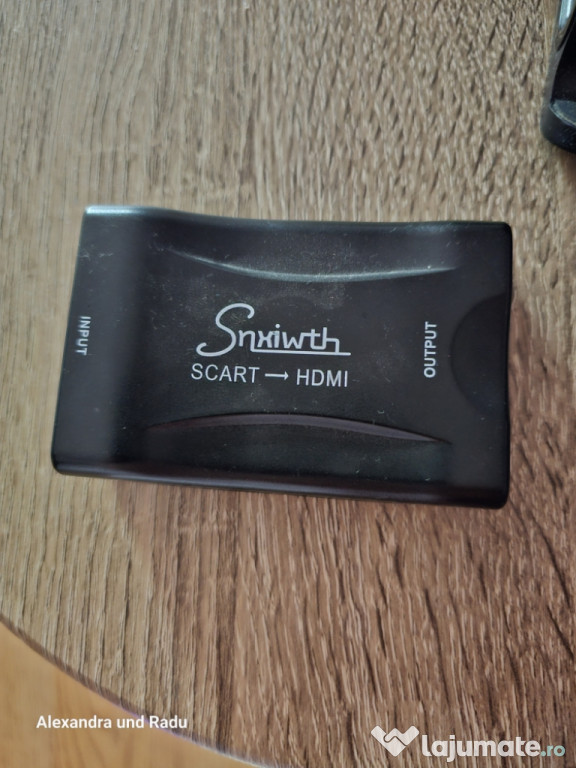 INPUT
Snxiwth
SCART → HDMI
OUTPUT
Alexandra und Radu
lajumate.ro